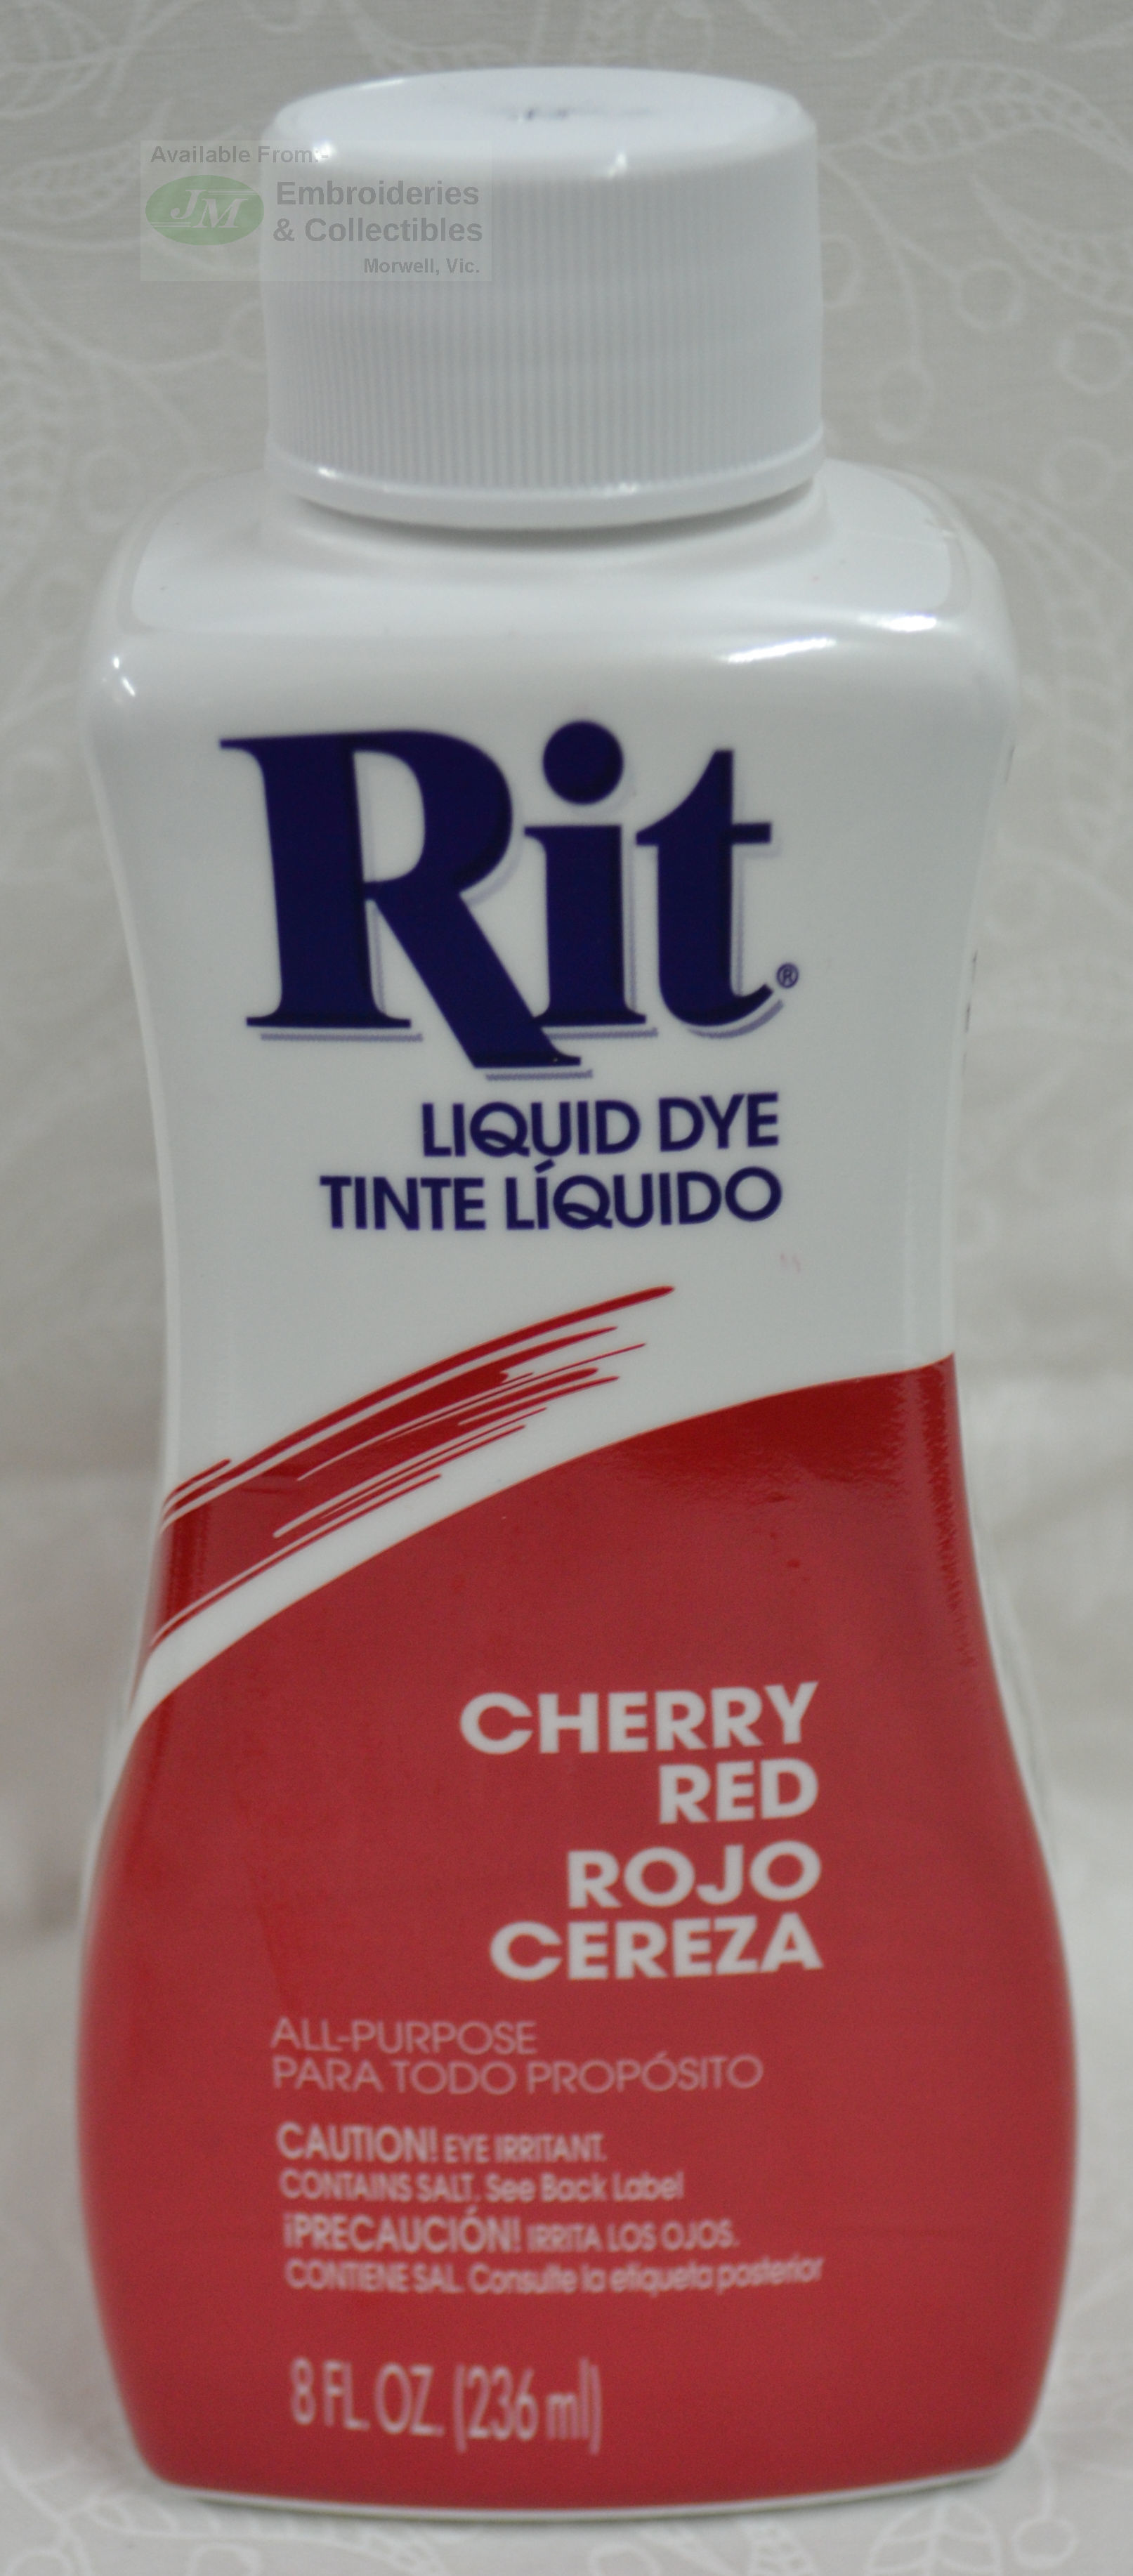 Available From:-
JM Embroideries
& Collectibles
Morwell, Vic.
Rit®
LIQUID DYE
TINTE LÍQUIDO
CHERRY
RED
ROJO
CEREZA
ALL-PURPOSE
PARA TODO PROPÓSITO
CAUTION! EYE IRRITANT.
CONTAINS SALT. See Back Label
¡PRECAUCIÓN! IRRITA LOS OJOS.
CONTIENE SAL. Consulte la etiqueta posterior
8 FL. OZ. (236 ml)